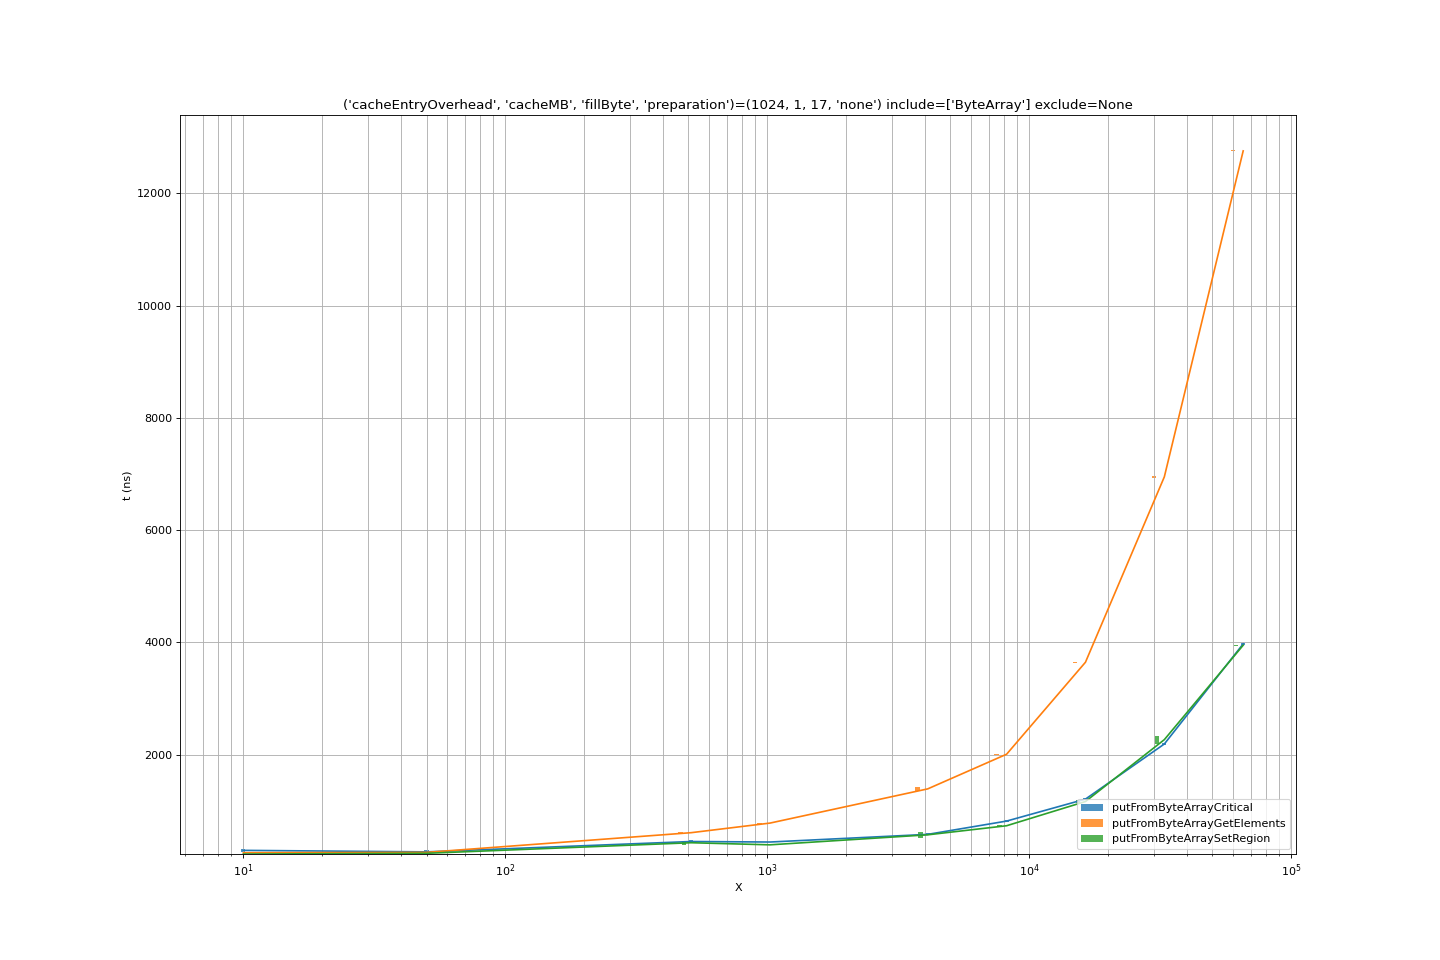 ('cacheEntryOverhead', 'cacheMB', 'fillByte', 'preparation')=(1024, 1, 17, 'none') include=['ByteArray'] exclude=None
12000
10000
8000
6000
4000
2000
t (ns)
10¹ 10² 10³ 10⁴ 10⁵
X
putFromByteArrayCritical
putFromByteArrayGetElements
putFromByteArraySetRegion